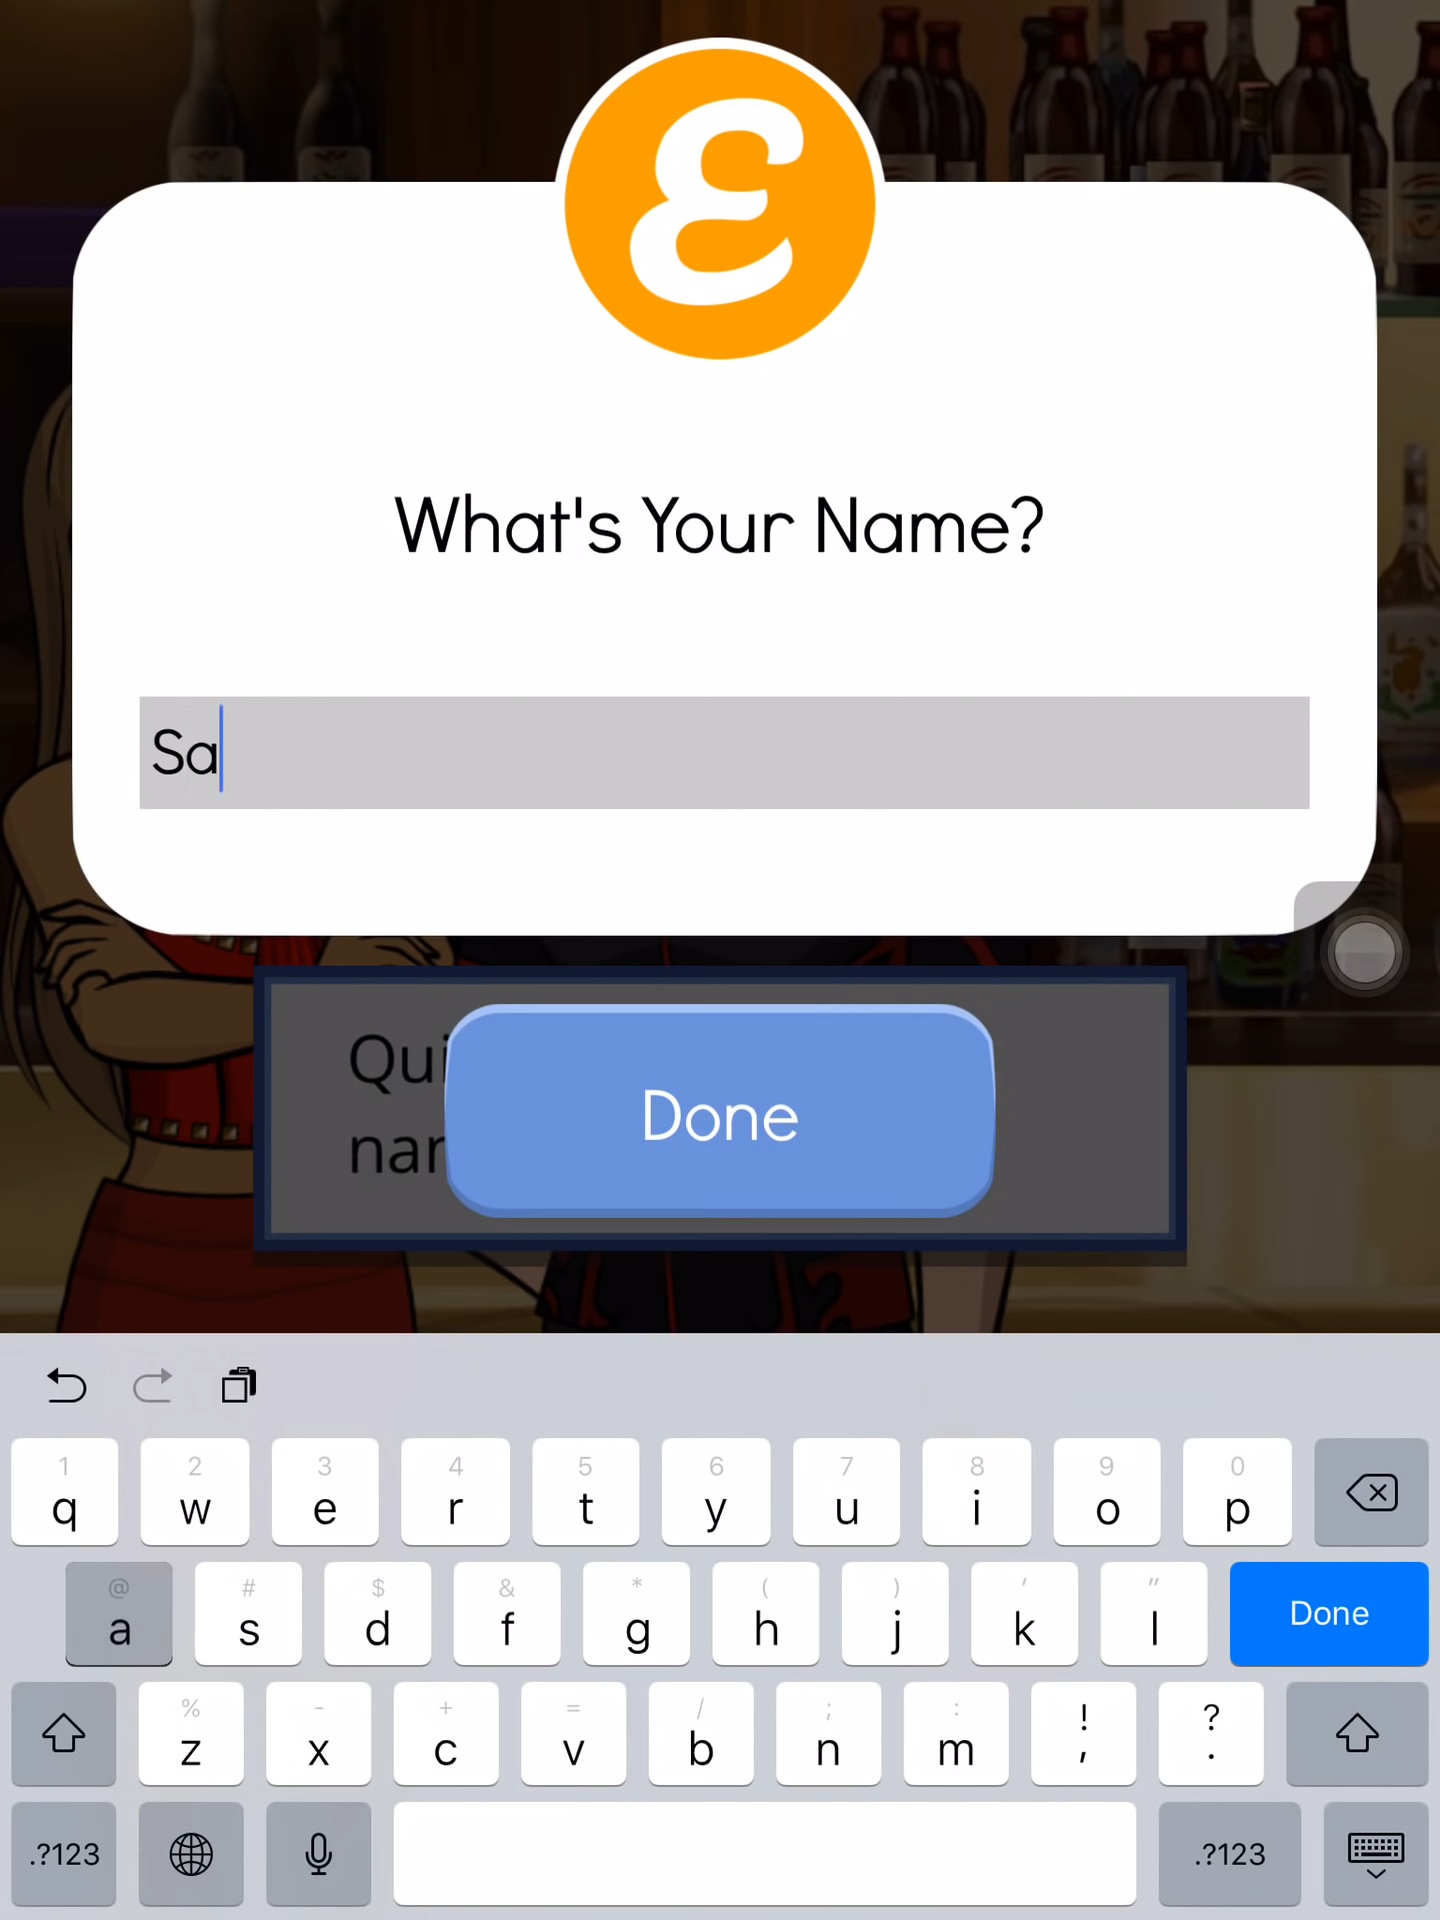 ℰ
What's Your Name?
Sa
Qui
nar
Done
1 2 3 4 5 6 7 8 9 0
q w e r t y u i o p
@ # $ & * ( ) ' "
a s d f g h j k l Done
% - + = / ; : ! ?
z x c v b n m , .
.?123 .?123